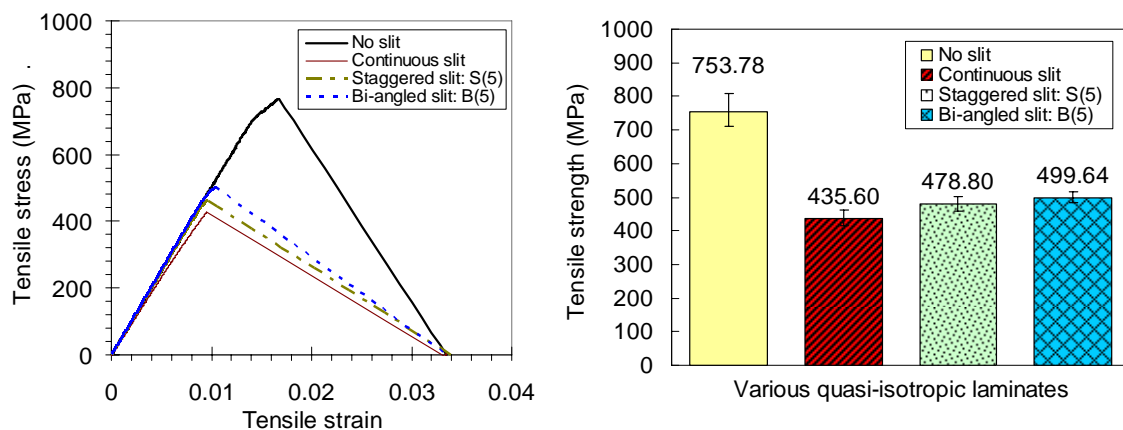 1000
800
600
400
200
0
Tensile stress (MPa) .
0
0.01
0.02
0.03
0.04
Tensile strain
No slit
Continuous slit
Staggered slit: S(5)
Bi-angled slit: B(5)
1000
900
800
700
600
500
400
300
200
100
0
Tensile strength (MPa)
753.78
435.60
478.80
499.64
No slit
Continuous slit
Staggered slit: S(5)
Bi-angled slit: B(5)
Various quasi-isotropic laminates